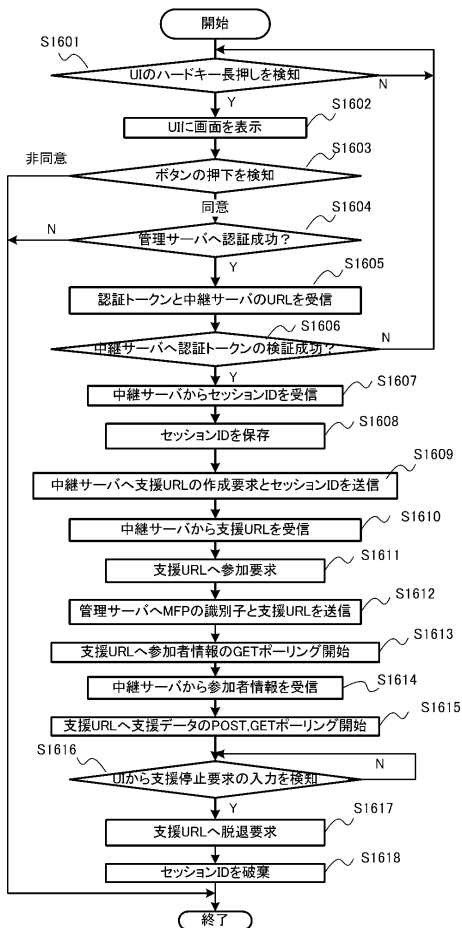 開始
S1601
UIのハードキー長押しを検知
N
Y
S1602
UIに画面を表示
S1603
非同意
ボタンの押下を検知
同意
S1604
N
管理サーバへ認証成功?
Y
S1605
認証トークンと中継サーバのURLを受信
S1606
N
中継サーバへ認証トークンの検証成功?
Y
S1607
中継サーバからセッションIDを受信
S1608
セッションIDを保存
S1609
中継サーバへ支援URLの作成要求とセッションIDを送信
S1610
中継サーバから支援URLを受信
S1611
支援URLへ参加要求
S1612
管理サーバへMFPの識別子と支援URLを送信
S1613
支援URLへ参加者情報のGETポーリング開始
S1614
中継サーバから参加者情報を受信
S1615
支援URLへ支援データのPOST,GETポーリング開始
S1616
N
UIから支援停止要求の入力を検知
Y
S1617
支援URLへ脱退要求
S1618
セッションIDを破棄
終了